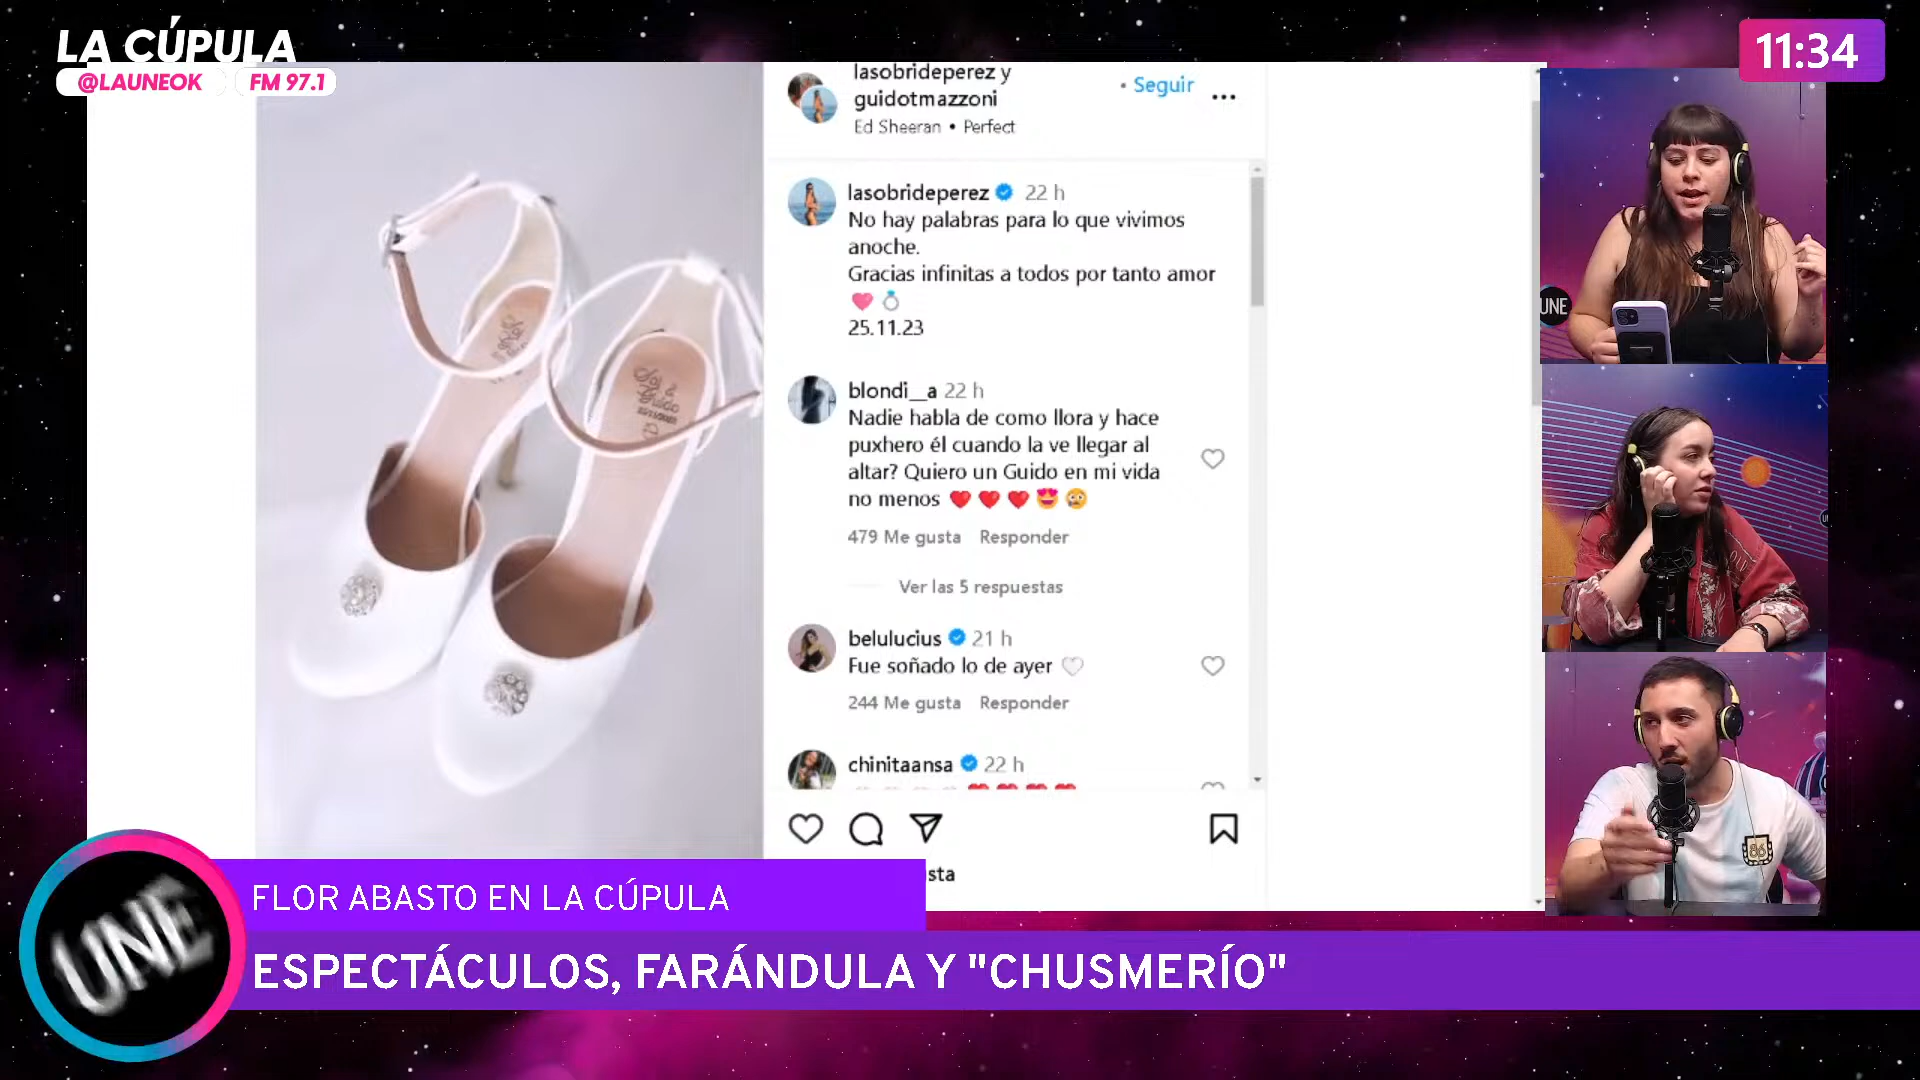 LA CÚPULA
@LAUNEOK
FM 97.1
11:34
lasobrideperez y
guidotmazzoni
• Seguir
Ed Sheeran • Perfect
lasobrideperez 22 h
No hay palabras para lo que vivimos
anoche.
Gracias infinitas a todos por tanto amor
🩷 💍
25.11.23
blondi__a 22 h
Nadie habla de como llora y hace
puxhero él cuando la ve llegar al
altar? Quiero un Guido en mi vida
no menos ❤️ ❤️ ❤️ 😍 😢
479 Me gusta Responder
Ver las 5 respuestas
belulucius 21 h
Fue soñado lo de ayer 🤍
244 Me gusta Responder
chinitaansa 22 h
sta
UNE
86
UNE
FLOR ABASTO EN LA CÚPULA
ESPECTÁCULOS, FARÁNDULA Y "CHUSMERÍO"